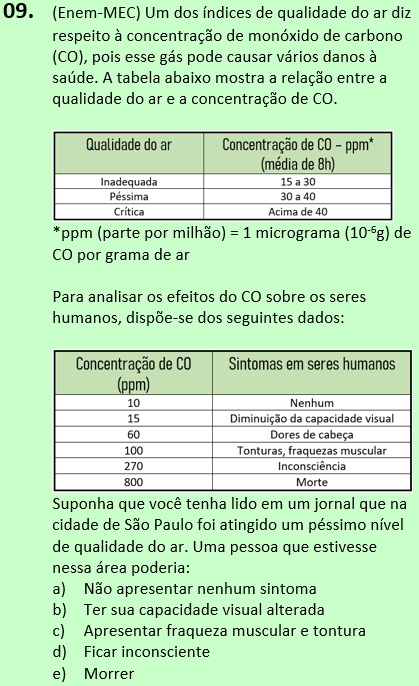 09. (Enem-MEC) Um dos índices de qualidade do ar diz
respeito à concentração de monóxido de carbono
(CO), pois esse gás pode causar vários danos à
saúde. A tabela abaixo mostra a relação entre a
qualidade do ar e a concentração de CO.
Qualidade do ar Concentração de CO – ppm*
(média de 8h)
Inadequada 15 a 30
Péssima 30 a 40
Crítica Acima de 40
*ppm (parte por milhão) = 1 micrograma (10⁻⁶g) de
CO por grama de ar
Para analisar os efeitos do CO sobre os seres
humanos, dispõe-se dos seguintes dados:
Concentração de CO Sintomas em seres humanos
(ppm)
10 Nenhum
15 Diminuição da capacidade visual
60 Dores de cabeça
100 Tonturas, fraquezas muscular
270 Inconsciência
800 Morte
Suponha que você tenha lido em um jornal que na
cidade de São Paulo foi atingido um péssimo nível
de qualidade do ar. Uma pessoa que estivesse
nessa área poderia:
a) Não apresentar nenhum sintoma
b) Ter sua capacidade visual alterada
c) Apresentar fraqueza muscular e tontura
d) Ficar inconsciente
e) Morrer